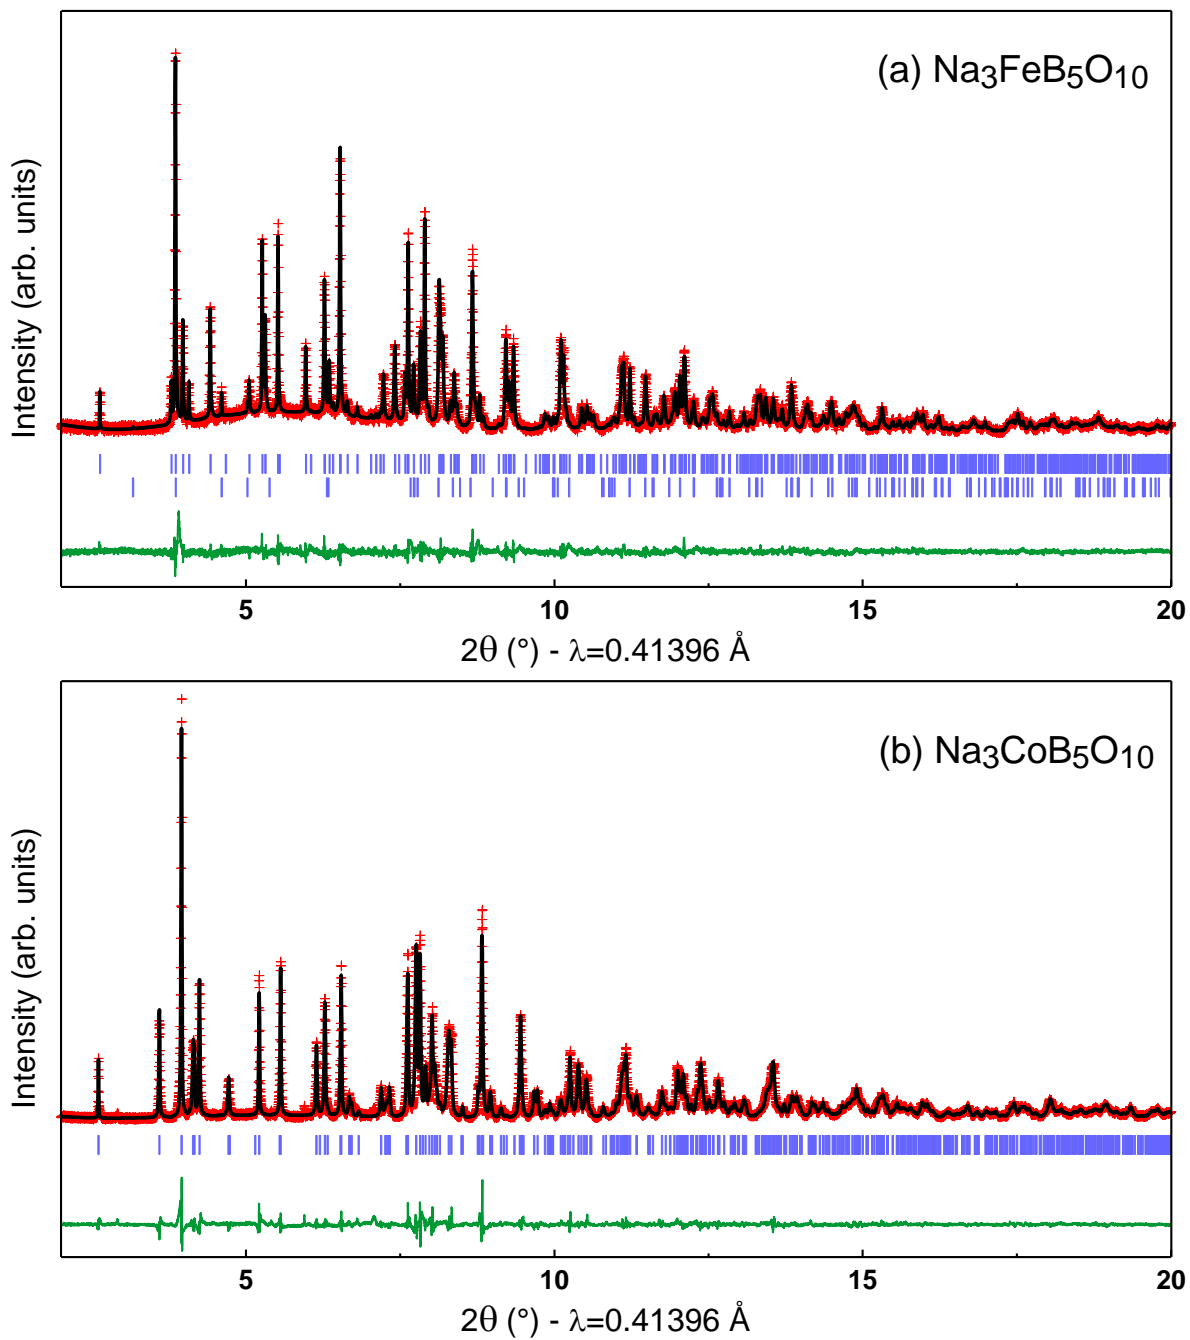 (a) Na3FeB5O10
Intensity (arb. units)
5 10 15 20
2θ (°) - λ=0.41396 Å
(b) Na3CoB5O10
Intensity (arb. units)
5 10 15 20
2θ (°) - λ=0.41396 Å